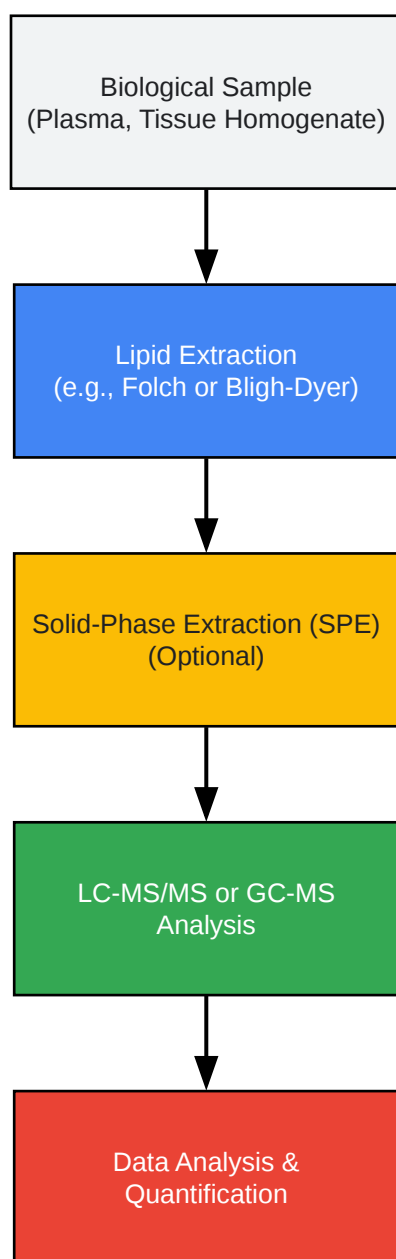 Biological Sample
(Plasma, Tissue Homogenate)
Lipid Extraction
(e.g., Folch or Bligh-Dyer)
Solid-Phase Extraction (SPE)
(Optional)
LC-MS/MS or GC-MS
Analysis
Data Analysis &
Quantification